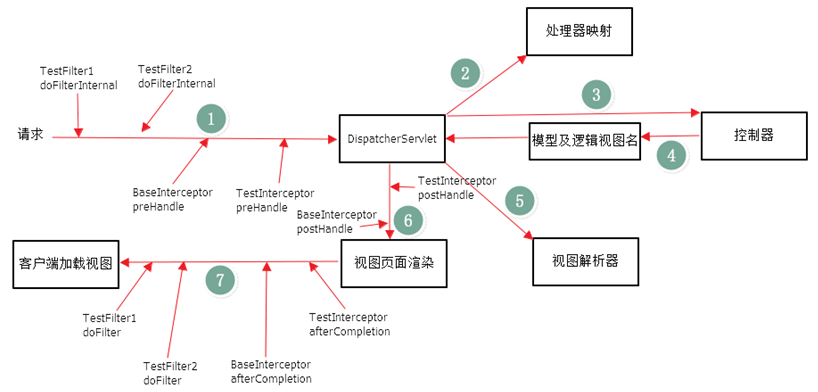 处理器映射
TestFilter1
doFilterInternal
TestFilter2
doFilterInternal
2
3
请求
1
DispatcherServlet
模型及逻辑视图名
控制器
4
BaseInterceptor
preHandle
TestInterceptor
preHandle
TestInterceptor
postHandle
5
BaseInterceptor
postHandle
6
客户端加载视图
视图页面渲染
视图解析器
7
TestFilter1
doFilter
TestInterceptor
afterCompletion
TestFilter2
doFilter
BaseInterceptor
afterCompletion